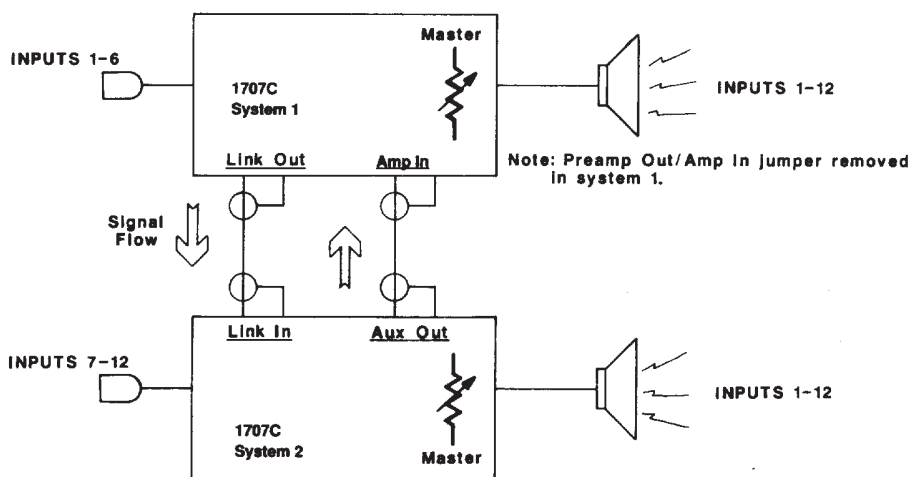 Master
INPUTS 1-6
1707C
System 1
INPUTS 1-12
Link Out
Amp In
Note: Preamp Out/Amp In jumper removed
in system 1.
Signal
Flow
Link In
Aux Out
INPUTS 7-12
INPUTS 1-12
1707C
System 2
Master